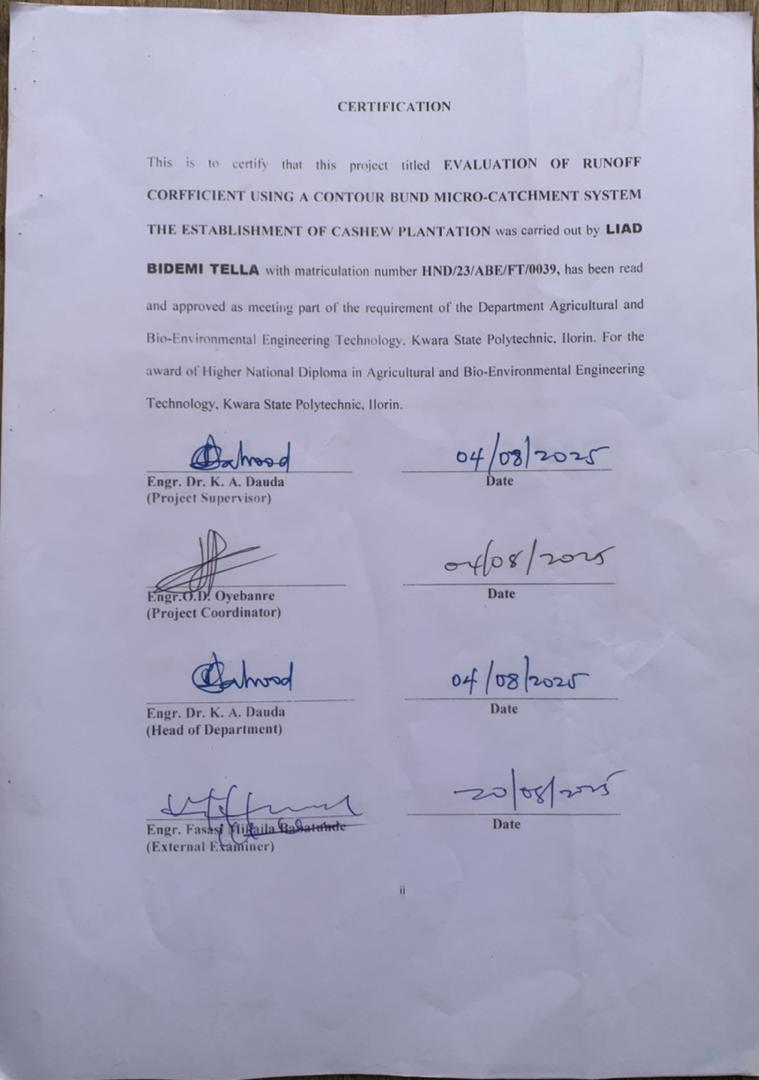 CERTIFICATION
This is to certify that this project titled EVALUATION OF RUNOFF
CORFFICIENT USING A CONTOUR BUND MICRO-CATCHMENT SYSTEM
THE ESTABLISHMENT OF CASHEW PLANTATION was carried out by LIAD
BIDEMI TELLA with matriculation number HND/23/ABE/FT/0039, has been read
and approved as meeting part of the requirement of the Department Agricultural and
Bio-Environmental Engineering Technology, Kwara State Polytechnic, Ilorin. For the
award of Higher National Diploma in Agricultural and Bio-Environmental Engineering
Technology, Kwara State Polytechnic, Ilorin.
04/08/2025
Engr. Dr. K. A. Dauda Date
(Project Supervisor)
04/08/2025
Engr.O.D. Oyebanre Date
(Project Coordinator)
04/08/2025
Engr. Dr. K. A. Dauda Date
(Head of Department)
20/08/2025
Engr. Fasasi Mikaila Babatunde Date
(External Examiner)
ii